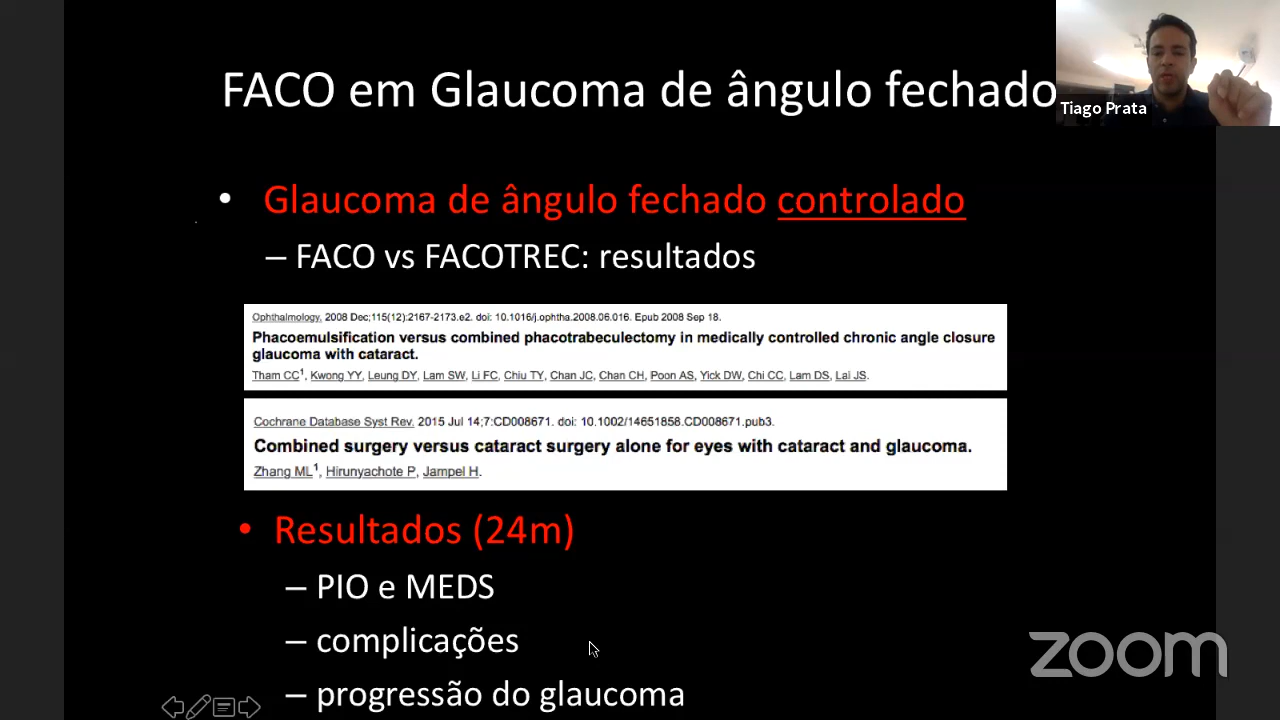 FACO em Glaucoma de ângulo fechado
Tiago Prata
• Glaucoma de ângulo fechado controlado
– FACO vs FACOTREC: resultados
Ophthalmology. 2008 Dec;115(12):2167-2173.e2. doi: 10.1016/j.ophtha.2008.06.016. Epub 2008 Sep 18.
Phacoemulsification versus combined phacotrabeculectomy in medically controlled chronic angle closure
glaucoma with cataract.
Tham CC1, Kwong YY, Leung DY, Lam SW, Li FC, Chiu TY, Chan JC, Chan CH, Poon AS, Yick DW, Chi CC, Lam DS, Lai JS.
Cochrane Database Syst Rev. 2015 Jul 14;7:CD008671. doi: 10.1002/14651858.CD008671.pub3.
Combined surgery versus cataract surgery alone for eyes with cataract and glaucoma.
Zhang ML1, Hirunyachote P, Jampel H.
• Resultados (24m)
– PIO e MEDS
– complicações
– progressão do glaucoma
zoom